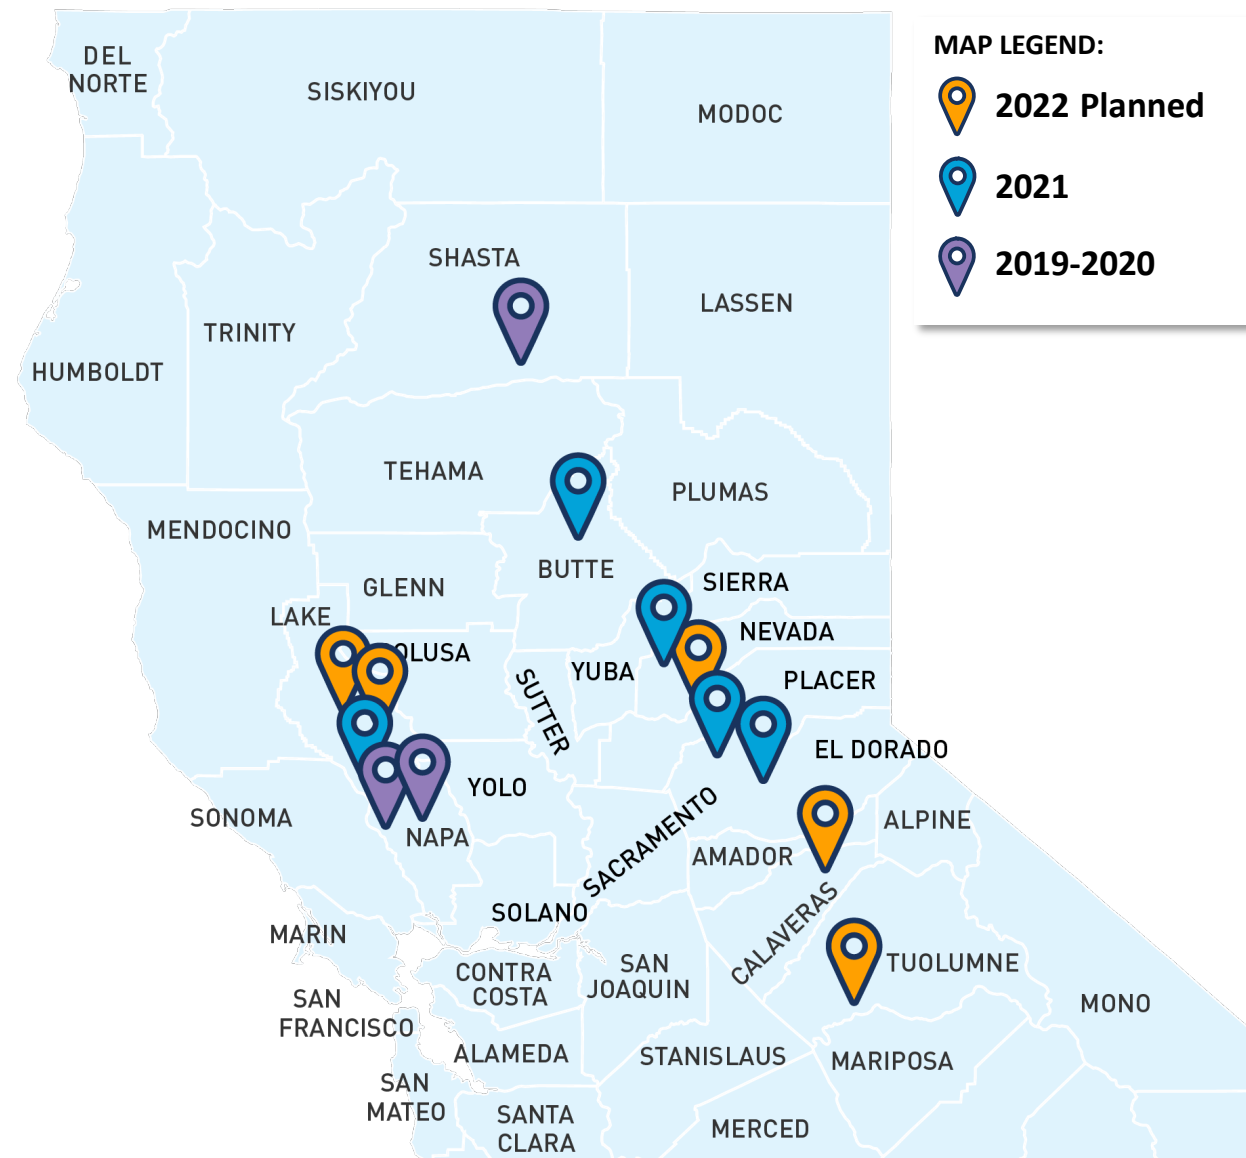 MAP LEGEND:
2022 Planned
2021
2019-2020
DEL
NORTE
SISKIYOU
MODOC
SHASTA
LASSEN
TRINITY
HUMBOLDT
TEHAMA
PLUMAS
MENDOCINO
BUTTE
GLENN
SIERRA
LAKE
NEVADA
OLUSA
YUBA
PLACER
SUTTER
EL DORADO
YOLO
SONOMA
NAPA
SACRAMENTO
ALPINE
AMADOR
SOLANO
CALAVERAS
MARIN
CONTRA
COSTA
SAN
JOAQUIN
TUOLUMNE
SAN
FRANCISCO
MONO
ALAMEDA
STANISLAUS
MARIPOSA
SAN
MATEO
SANTA
CLARA
MERCED